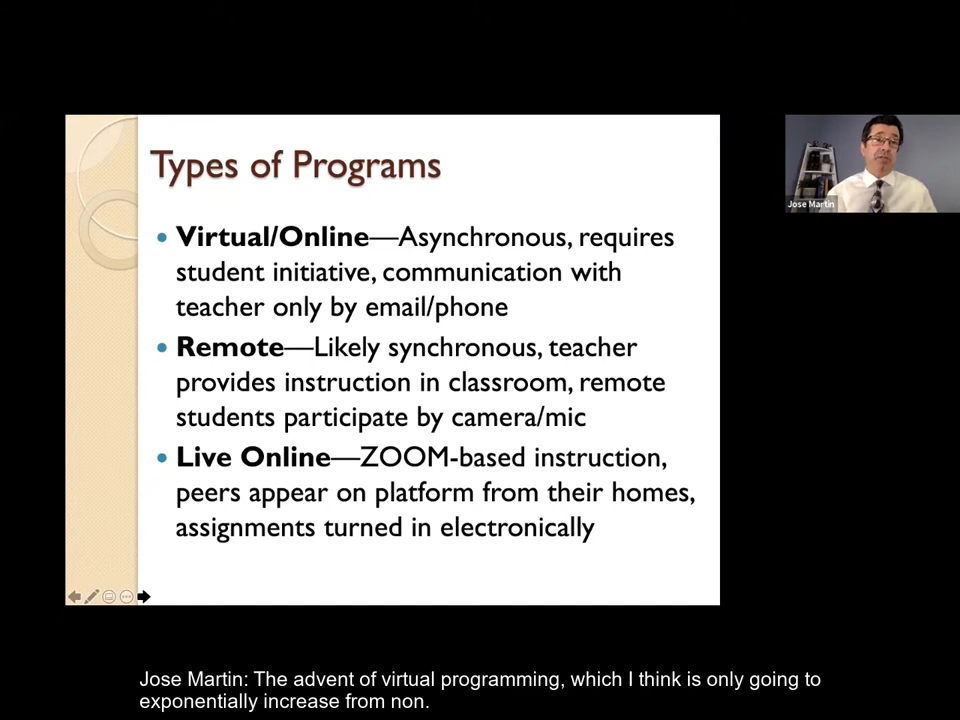 Types of Programs
Virtual/Online—Asynchronous, requires
student initiative, communication with
teacher only by email/phone
Remote—Likely synchronous, teacher
provides instruction in classroom, remote
students participate by camera/mic
Live Online—ZOOM-based instruction,
peers appear on platform from their homes,
assignments turned in electronically
Jose Martin
Jose Martin: The advent of virtual programming, which I think is only going to
exponentially increase from non.